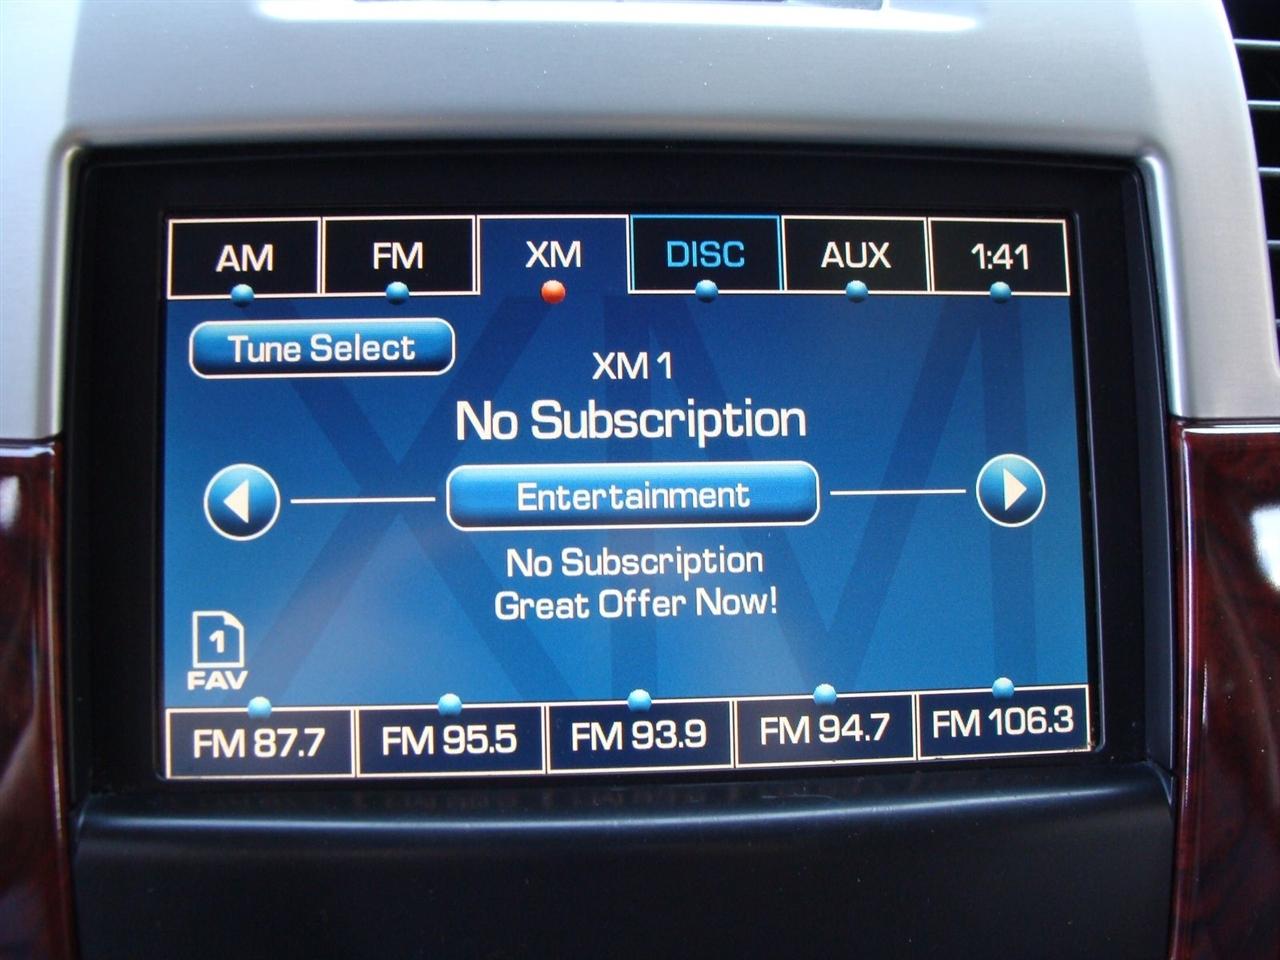 AM FM XM DISC AUX 1:41
Tune Select
XM 1
No Subscription
Entertainment
No Subscription
Great Offer Now!
1
FAV
FM 87.7 FM 95.5 FM 93.9 FM 94.7 FM 106.3